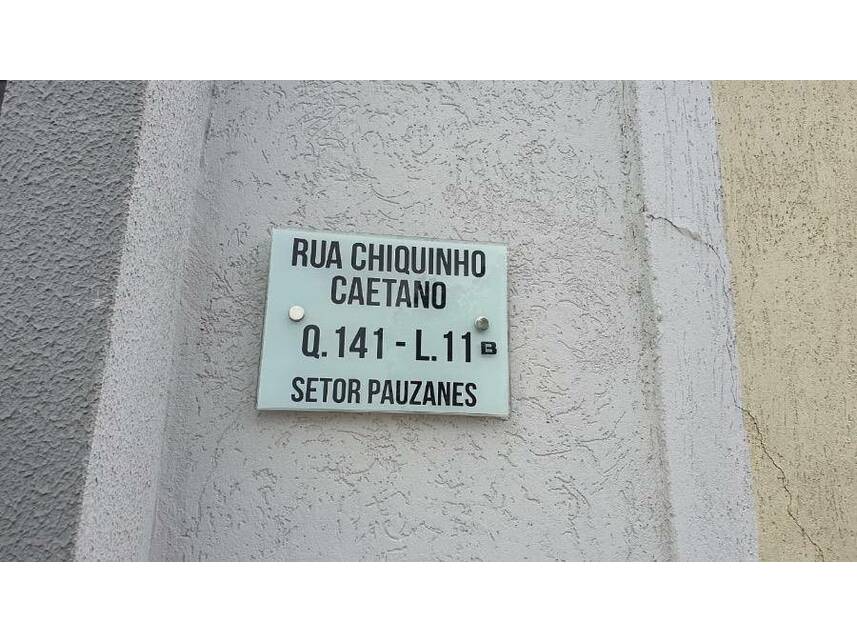 RUA CHIQUINHO
CAETANO
Q. 141 - L. 11 B
SETOR PAUZANES